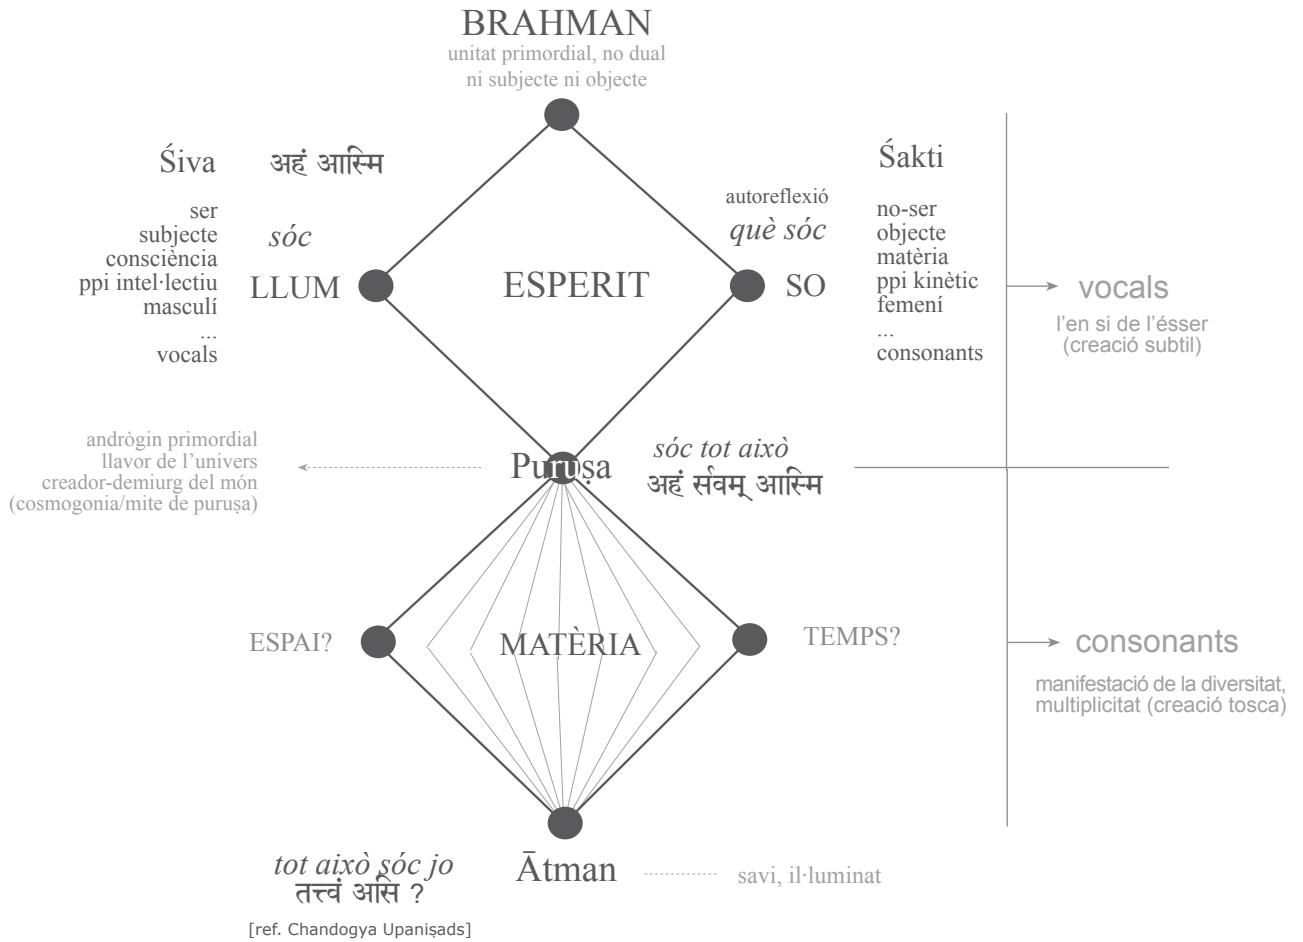 BRAHMAN
unitat primordial, no dual
ni subjecte ni objecte
Śiva
अहं आस्मि
ser
subjecte
consciència
ppi intel·lectiu
masculí
...
vocals
sóc
LLUM
ESPERIT
autoreflexió
què sóc
SO
Śakti
no-ser
objecte
matèria
ppi kinètic
femení
...
consonants
vocals
l’en si de l’ésser
(creació subtil)
andrògin primordial
llavor de l’univers
creador-demiurg del món
(cosmogonia/mite de puruṣa)
Puruṣa
sóc tot això
अहं र्सवम् आस्मि
ESPAI?
MATÈRIA
TEMPS?
consonants
manifestació de la diversitat,
multiplicitat (creació tosca)
tot això sóc jo
तत्त्वं असि ?
[ref. Chandogya Upaniṣads]
Ātman
savi, il·luminat